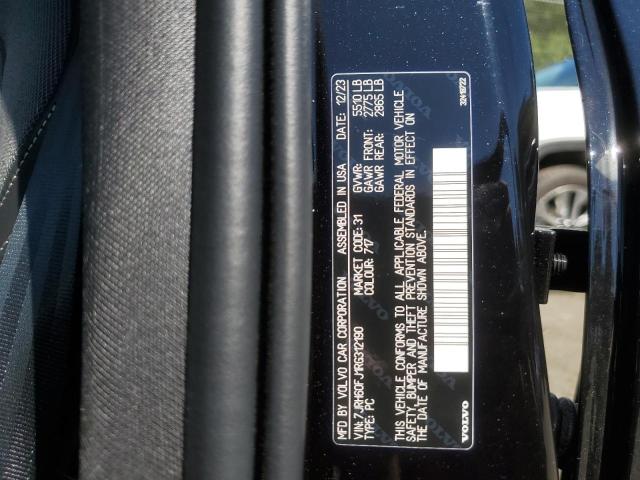 MFD BY VOLVO CAR CORPORATION ASSEMBLED IN USA DATE: 12/23
VIN: 7JRH60FJ1RG312190 GVWR: 5510 LB
TYPE: PC MARKET CODE: 31 GAWR FRONT: 2775 LB
COLOUR: 717 GAWR REAR: 2865 LB
THIS VEHICLE CONFORMS TO ALL APPLICABLE FEDERAL MOTOR VEHICLE
SAFETY, BUMPER AND THEFT PREVENTION STANDARDS IN EFFECT ON
THE DATE OF MANUFACTURE SHOWN ABOVE.
VOLVO
32419722